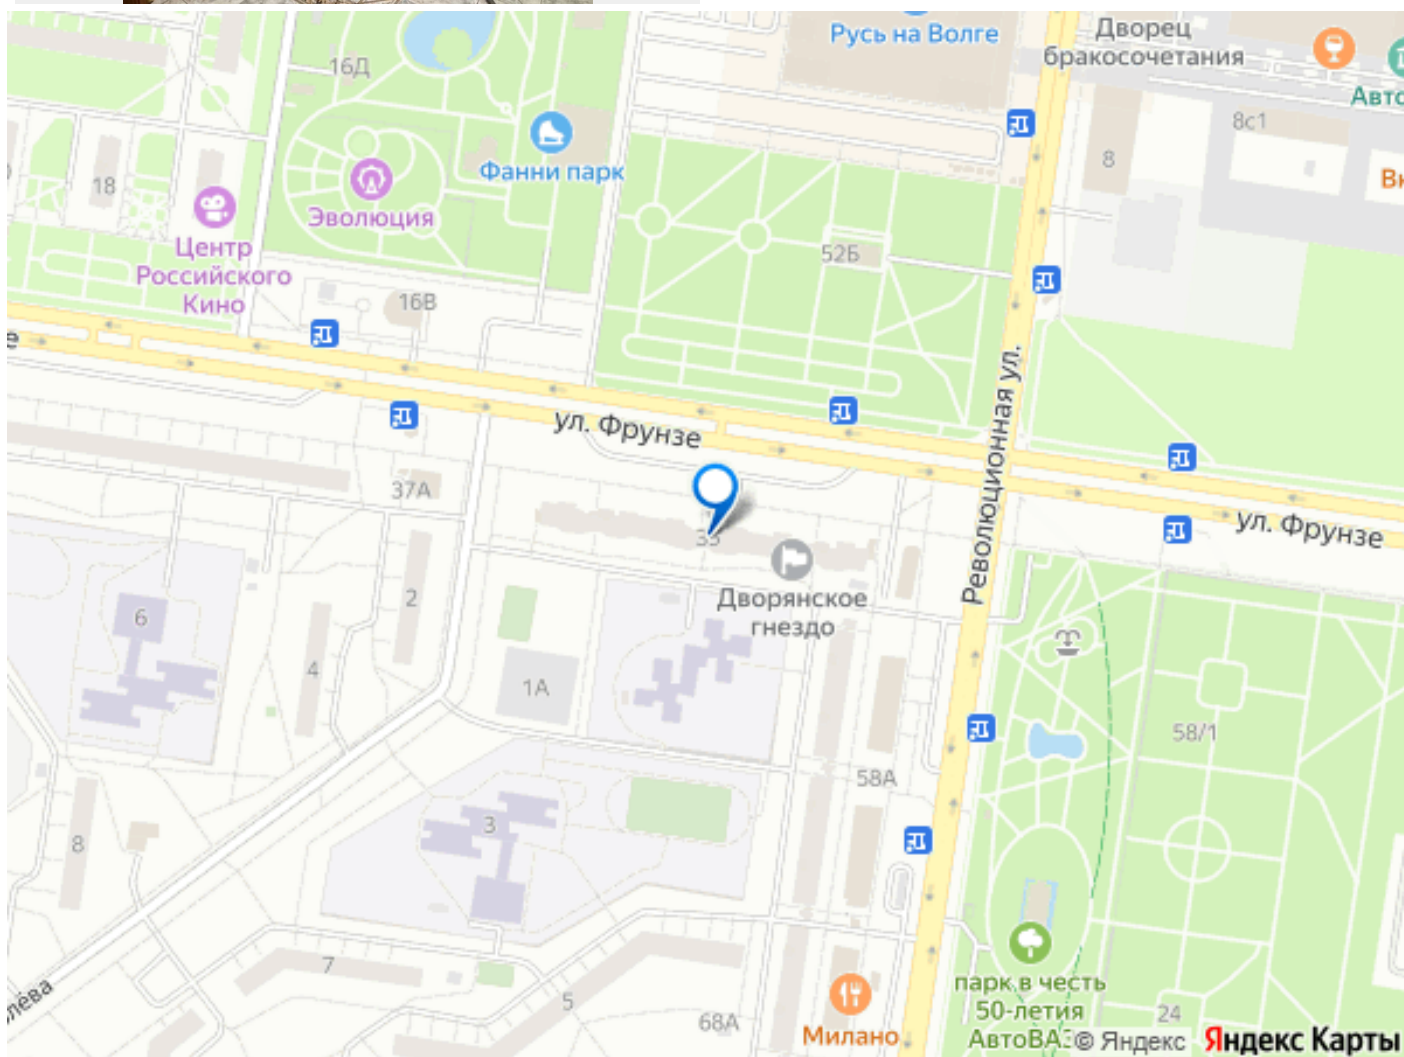 Русь на Волге
Дворец
бракосочетания
16Д
8с1
Фанни парк
8
18
Эволюция
Центр
Российского
Кино
52Б
16В
Революционная ул.
ул. Фрунзе
37А
ул. Фрунзе
Дворянское
гнездо
2
6
4
1А
58/1
58А
3
8
7
парк в честь
50-летия
5
24
68А
Милано
© Яндекс
Яндекс Карты